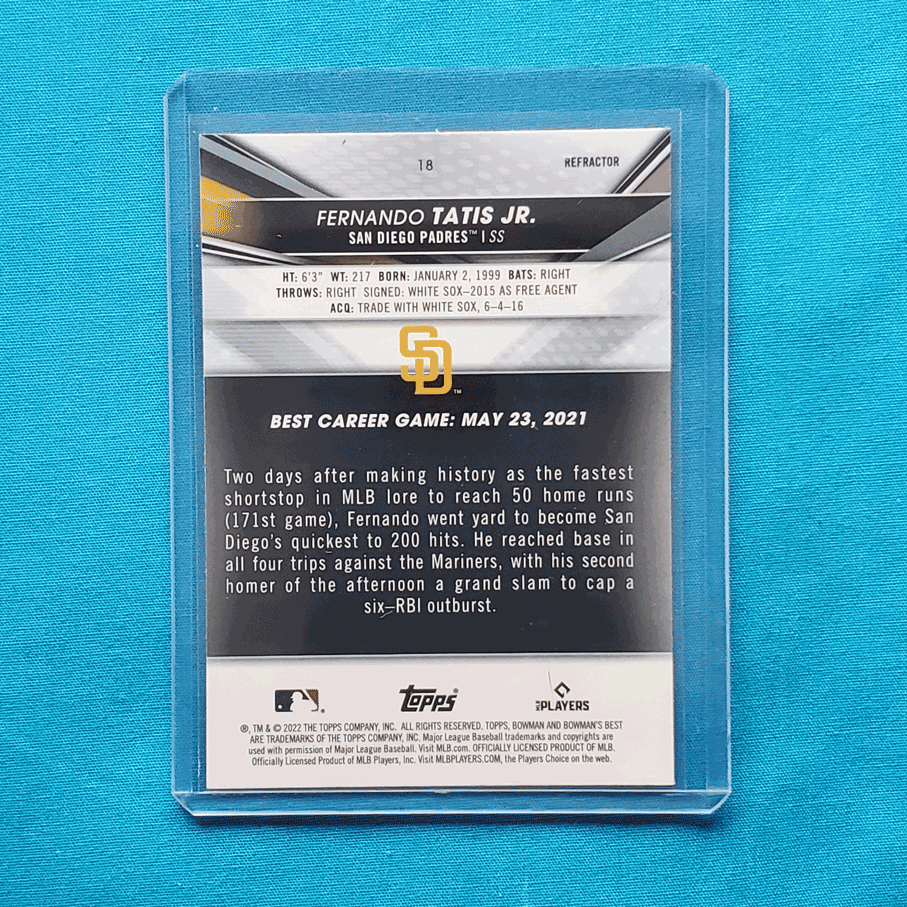 18 REFRACTOR
FERNANDO TATIS JR.
SAN DIEGO PADRES™ | SS
HT: 6'3" WT: 217 BORN: JANUARY 2, 1999 BATS: RIGHT
THROWS: RIGHT SIGNED: WHITE SOX–2015 AS FREE AGENT
ACQ: TRADE WITH WHITE SOX, 6–4–16
SD™
BEST CAREER GAME: MAY 23, 2021
Two days after making history as the fastest
shortstop in MLB lore to reach 50 home runs
(171st game), Fernando went yard to become San
Diego's quickest to 200 hits. He reached base in
all four trips against the Mariners, with his second
homer of the afternoon a grand slam to cap a
six–RBI outburst.
Topps® MLB PLAYERS
®, TM & © 2022 THE TOPPS COMPANY, INC. ALL RIGHTS RESERVED. TOPPS, BOWMAN AND BOWMAN'S BEST
ARE TRADEMARKS OF THE TOPPS COMPANY, INC. Major League Baseball trademarks and copyrights are
used with permission of Major League Baseball. Visit MLB.com. OFFICIALLY LICENSED PRODUCT OF MLB.
Officially Licensed Product of MLB Players, Inc. Visit MLBPLAYERS.COM, the Players Choice on the web.